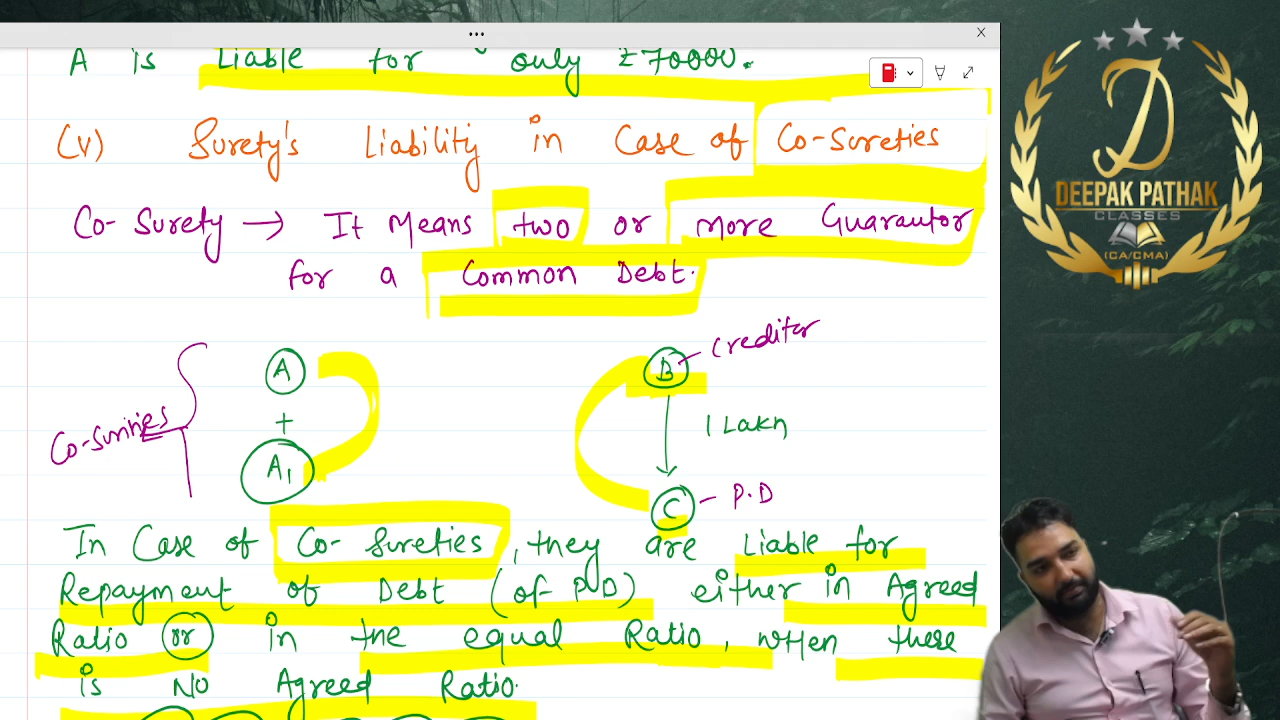 A is Liable for only ₹70000.
(V) Surety's Liability in Case of Co-Sureties
Co-Surety → It Means two or more Guarantor
for a Common Debt.
A
+
A1
Co-Surities
B - Creditor
1 Lakh
C - P.D
In Case of Co-Sureties, they are Liable for
Repayment of Debt (of P.D) either in Agreed
Ratio or in the equal Ratio, when there
is No Agreed Ratio.
D
DEEPAK PATHAK
CLASSES
(CA/CMA)